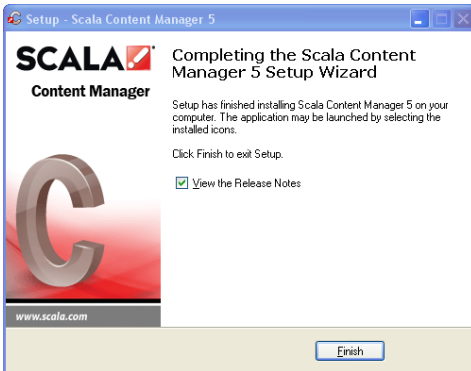 Setup - Scala Content Manager 5
SCALA
Content Manager
Completing the Scala Content
Manager 5 Setup Wizard
Setup has finished installing Scala Content Manager 5 on your
computer. The application may be launched by selecting the
installed icons.
Click Finish to exit Setup.
View the Release Notes
C
www.scala.com
Finish